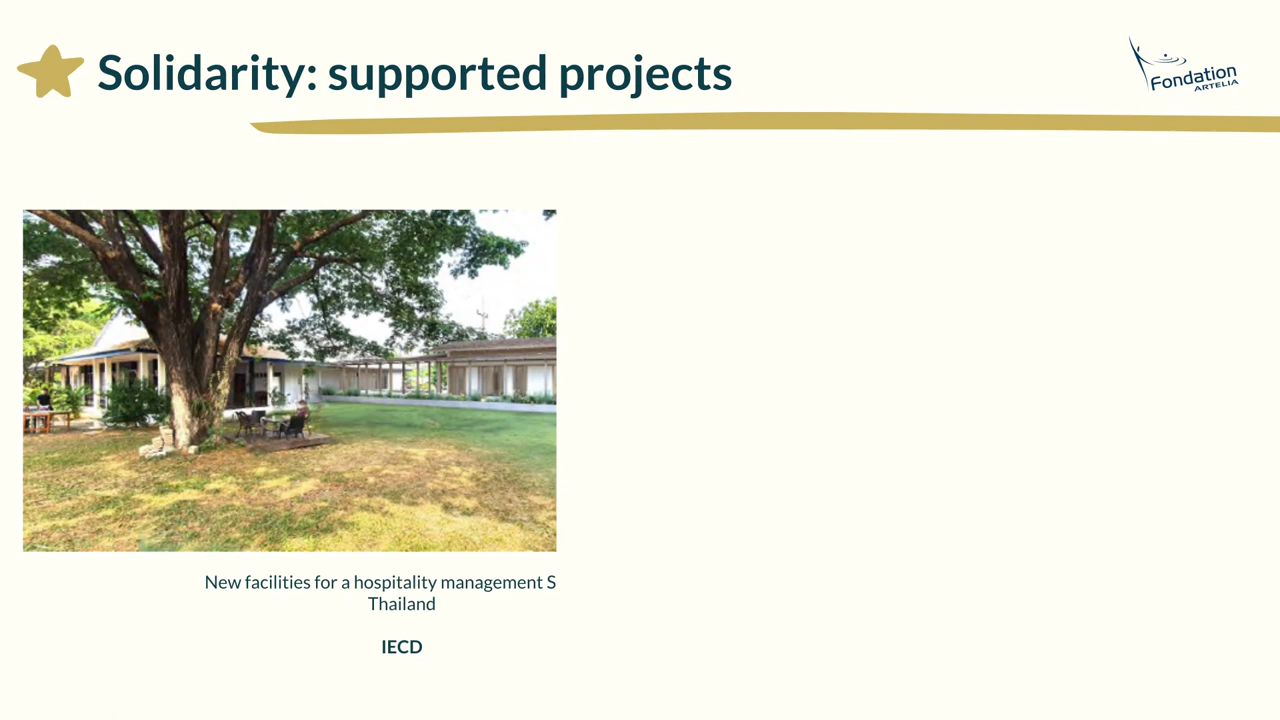 Solidarity: supported projects
Fondation
ARTELIA
New facilities for a hospitality management S
Thailand
IECD